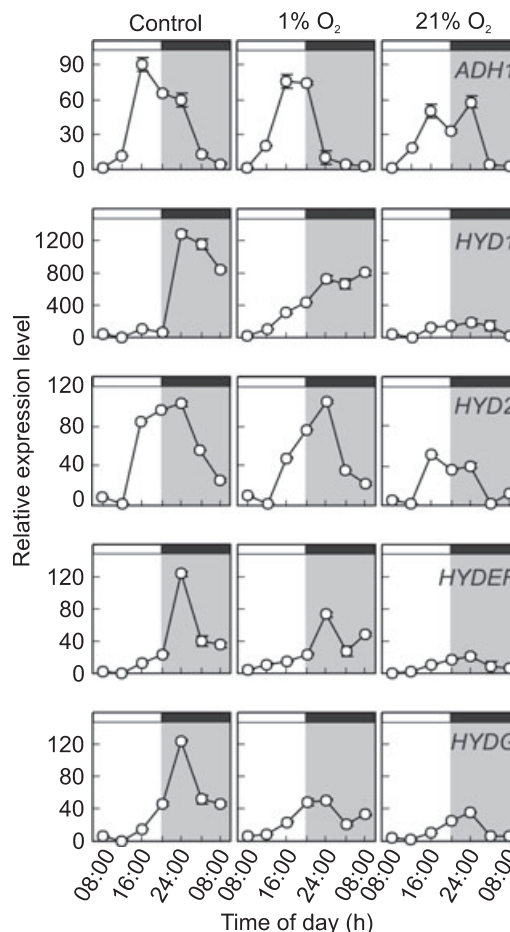 Control 1% O₂ 21% O₂
ADH1
90
60
30
0
HYD1
1200
800
400
0
HYD2
120
80
40
0
HYDEF
120
80
40
0
HYDG
120
80
40
0
Relative expression level
08:00 16:00 24:00 08:00 08:00 16:00 24:00 08:00 08:00 16:00 24:00 08:00
Time of day (h)